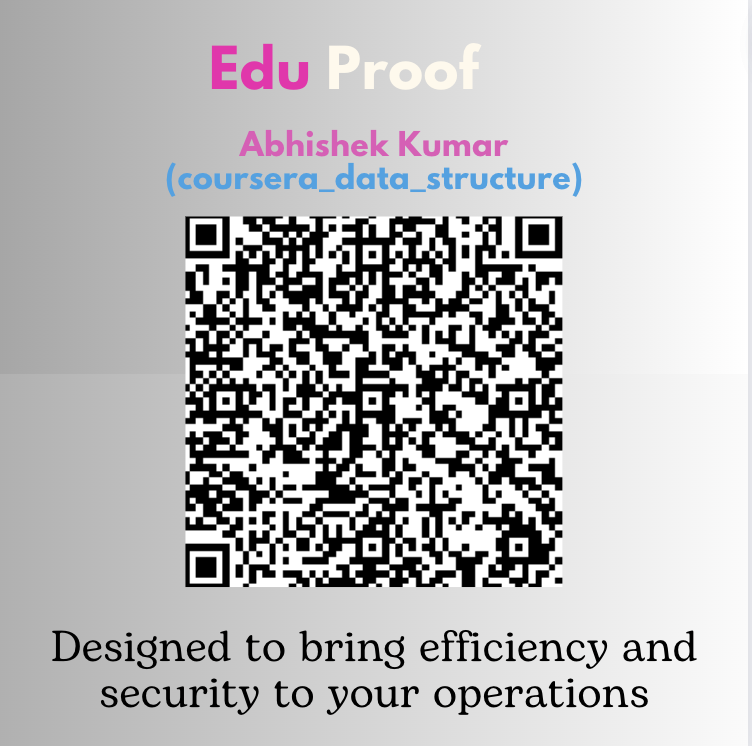 Edu Proof
Abhishek Kumar
(coursera_data_structure)
Designed to bring efficiency and
security to your operations